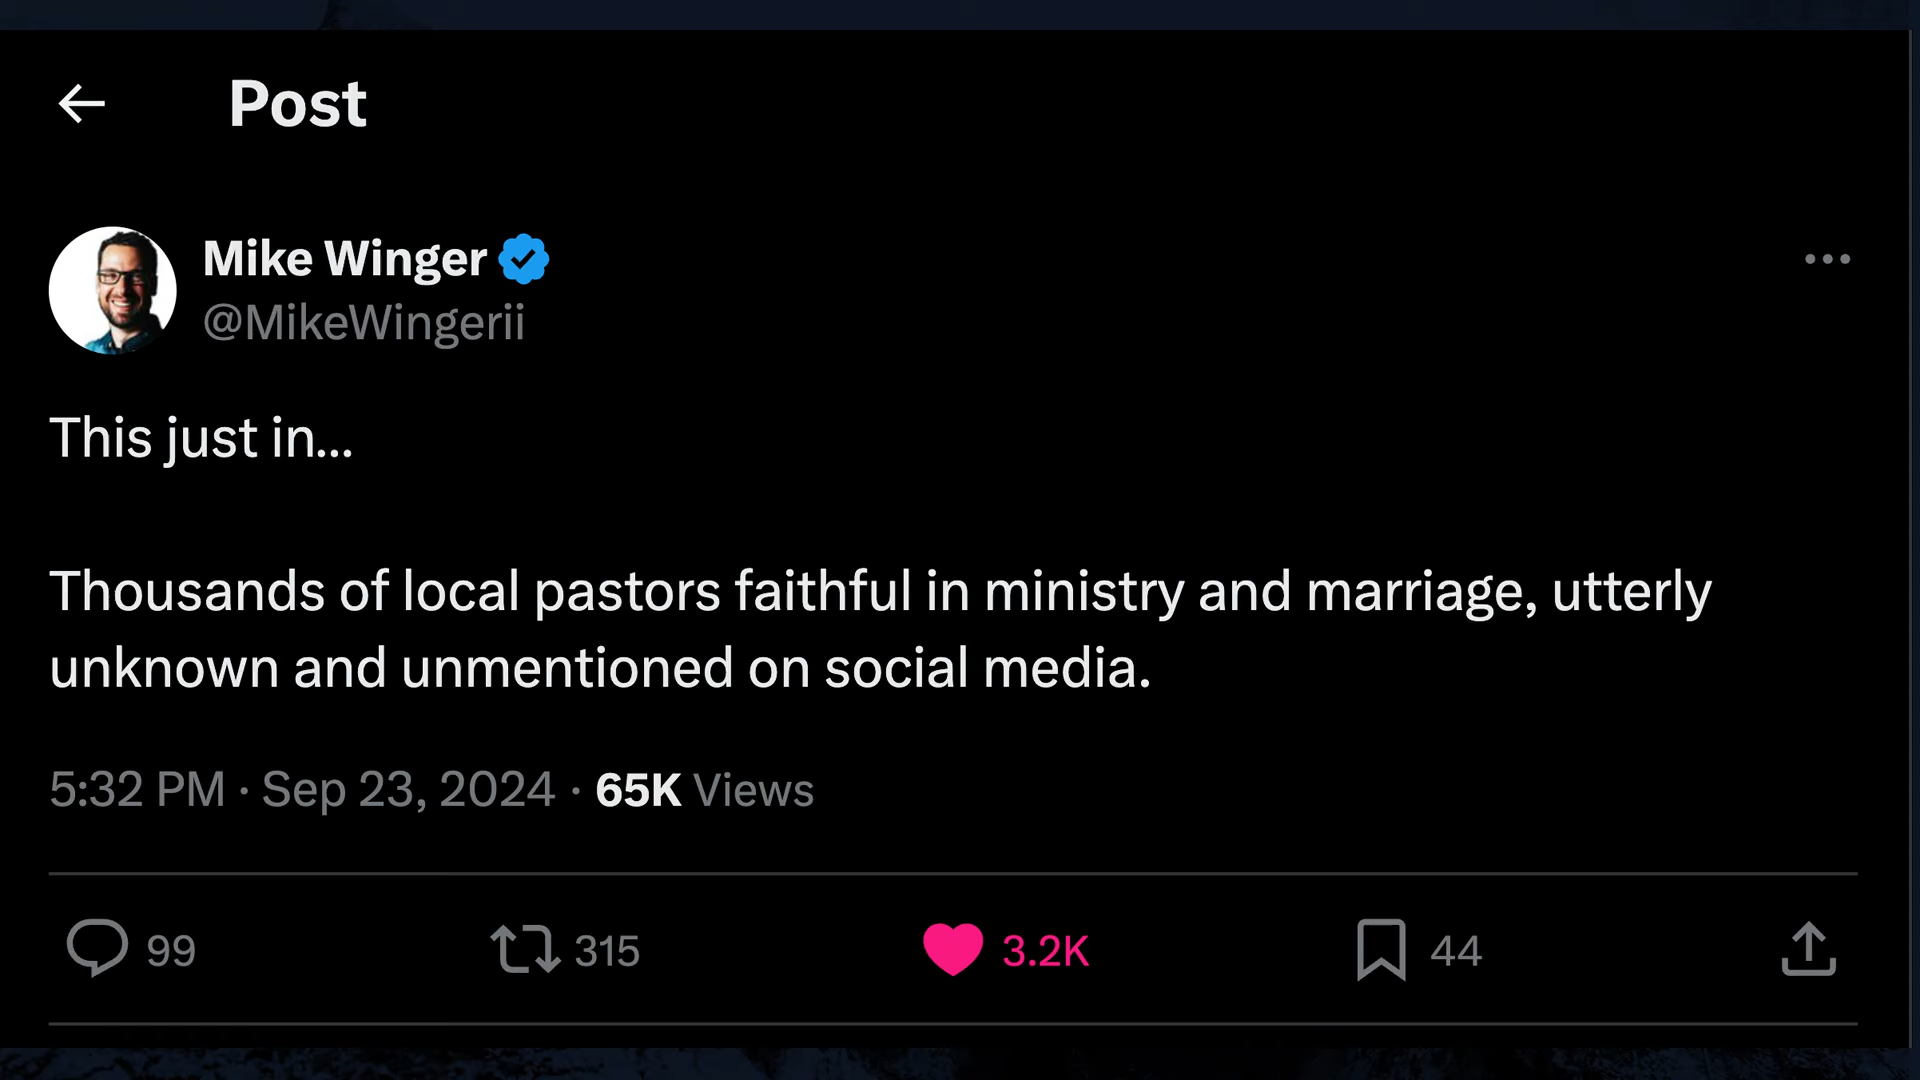 Post
Mike Winger
@MikeWingerii
This just in...
Thousands of local pastors faithful in ministry and marriage, utterly
unknown and unmentioned on social media.
5:32 PM · Sep 23, 2024 · 65K Views
99 315 3.2K 44